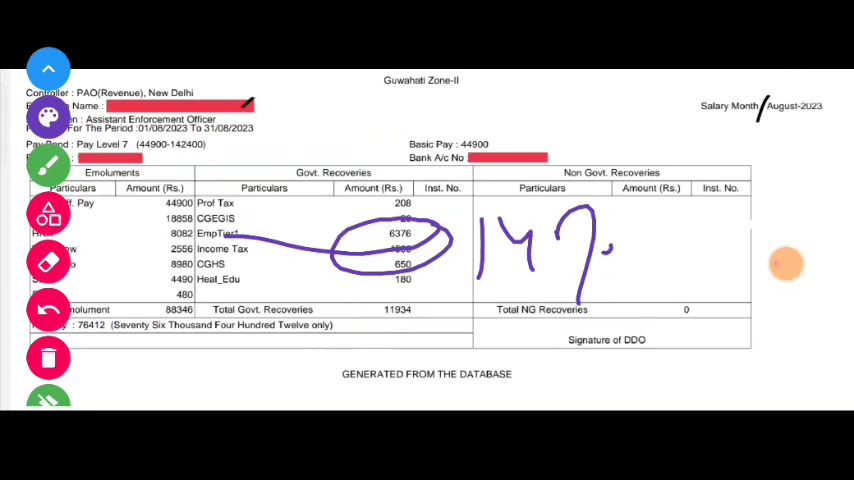 Guwahati Zone-II
Controller : PAO(Revenue), New Delhi
Name :
Salary Month August-2023
: Assistant Enforcement Officer
For The Period :01/08/2023 To 31/08/2023
Pay Band : Pay Level 7 (44900-142400) Basic Pay : 44900
Bank A/c No :
Emoluments Govt. Recoveries Non Govt. Recoveries
Particulars Amount (Rs.) Particulars Amount (Rs.) Inst. No. Particulars Amount (Rs.) Inst. No.
Pay 44900 Prof Tax 208
18858 CGEGIS
8082 EmpTier1 6376
2556 Income Tax
8980 CGHS 650
4490 Heal_Edu 180
480
88346 Total Govt. Recoveries 11934 Total NG Recoveries 0
: 76412 (Seventy Six Thousand Four Hundred Twelve only)
Signature of DDO
GENERATED FROM THE DATABASE